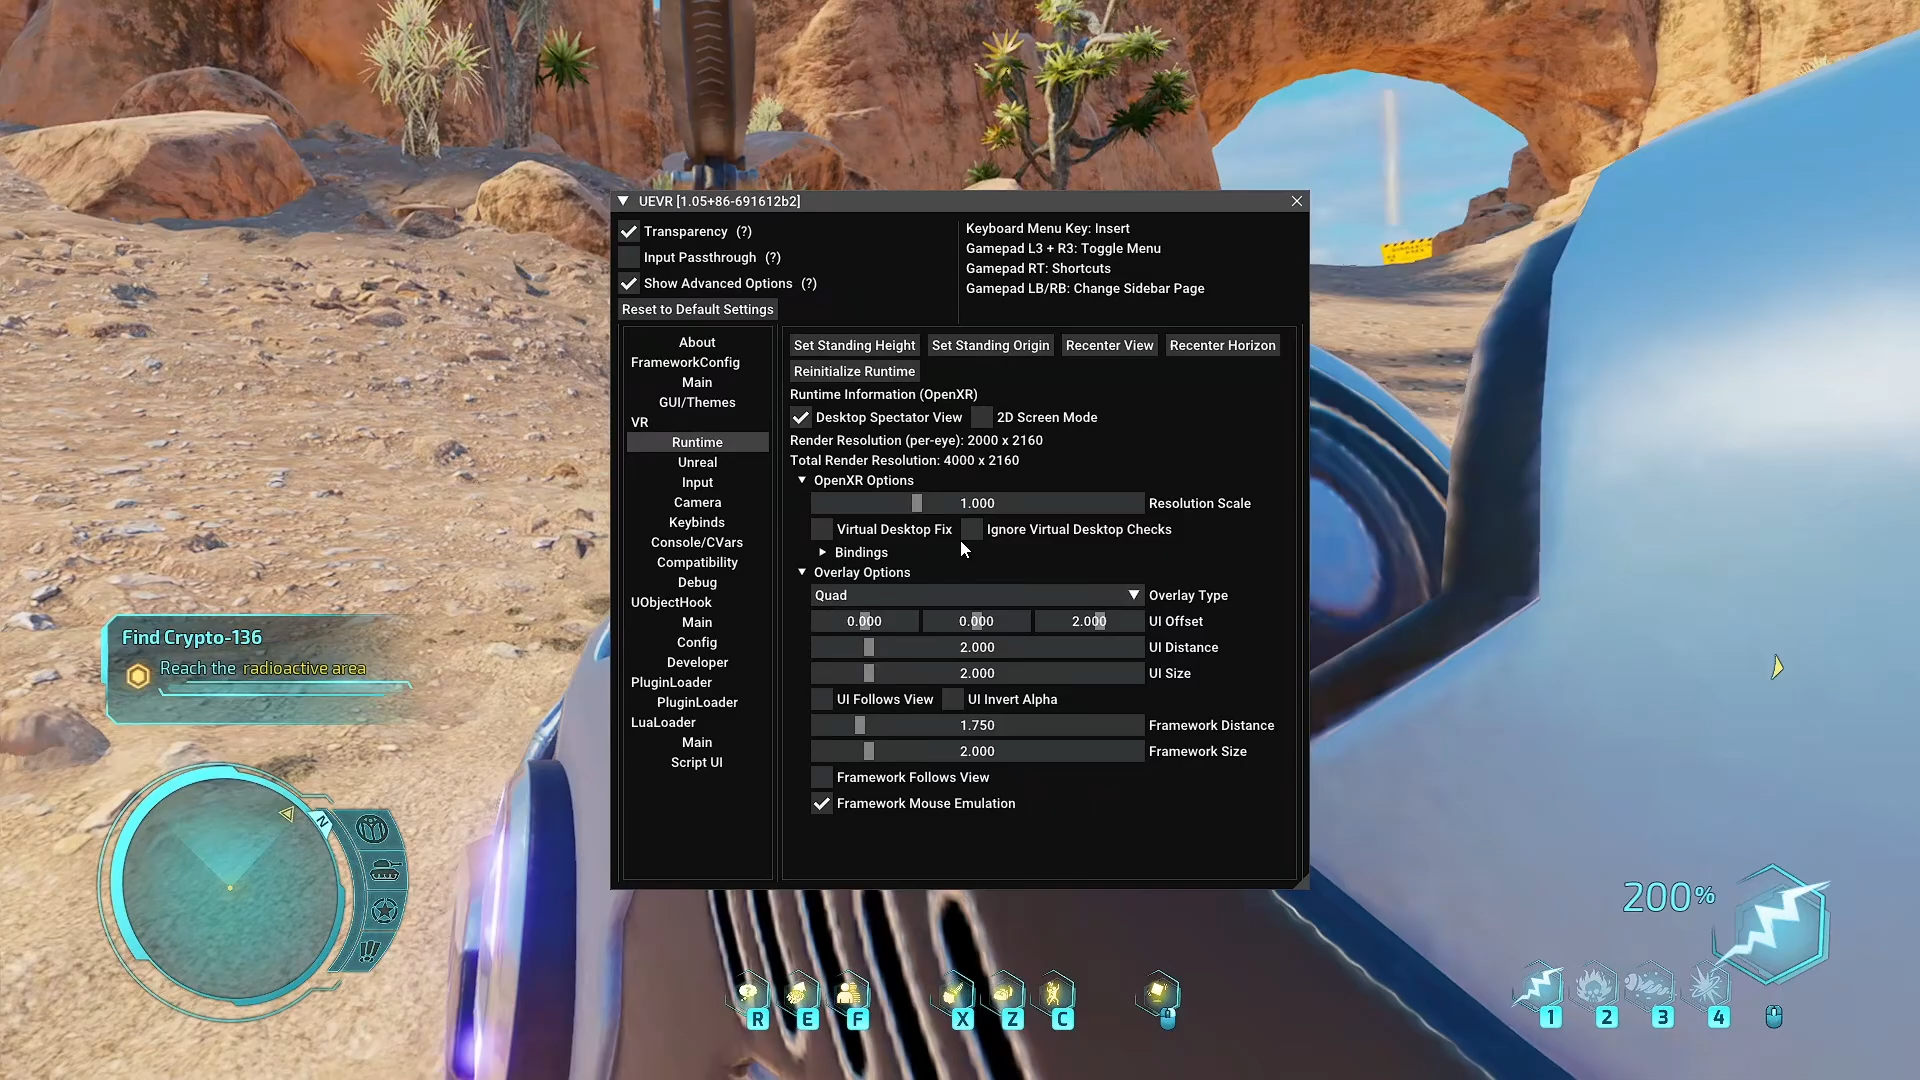 UEVR [1.05+86-691612b2]
Transparency (?)
Input Passthrough (?)
Show Advanced Options (?)
Reset to Default Settings
Keyboard Menu Key: Insert
Gamepad L3 + R3: Toggle Menu
Gamepad RT: Shortcuts
Gamepad LB/RB: Change Sidebar Page
About
FrameworkConfig
Main
GUI/Themes
VR
Runtime
Unreal
Input
Camera
Keybinds
Console/CVars
Compatibility
Debug
UObjectHook
Main
Config
Developer
PluginLoader
PluginLoader
LuaLoader
Main
Script UI
Set Standing Height Set Standing Origin Recenter View Recenter Horizon
Reinitialize Runtime
Runtime Information (OpenXR)
Desktop Spectator View 2D Screen Mode
Render Resolution (per-eye): 2000 x 2160
Total Render Resolution: 4000 x 2160
OpenXR Options
1.000 Resolution Scale
Virtual Desktop Fix Ignore Virtual Desktop Checks
Bindings
Overlay Options
Quad Overlay Type
0.000 0.000 2.000 UI Offset
2.000 UI Distance
2.000 UI Size
UI Follows View UI Invert Alpha
1.750 Framework Distance
2.000 Framework Size
Framework Follows View
Framework Mouse Emulation
Find Crypto-136
Reach the radioactive area
N
R E F X Z C
200%
1 2 3 4